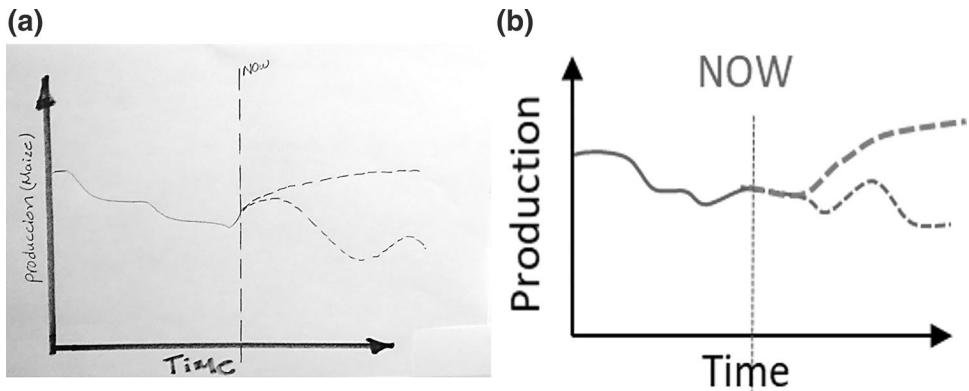 (a)
NOW
produccion (Maize)
Time
(b)
NOW
Production
Time